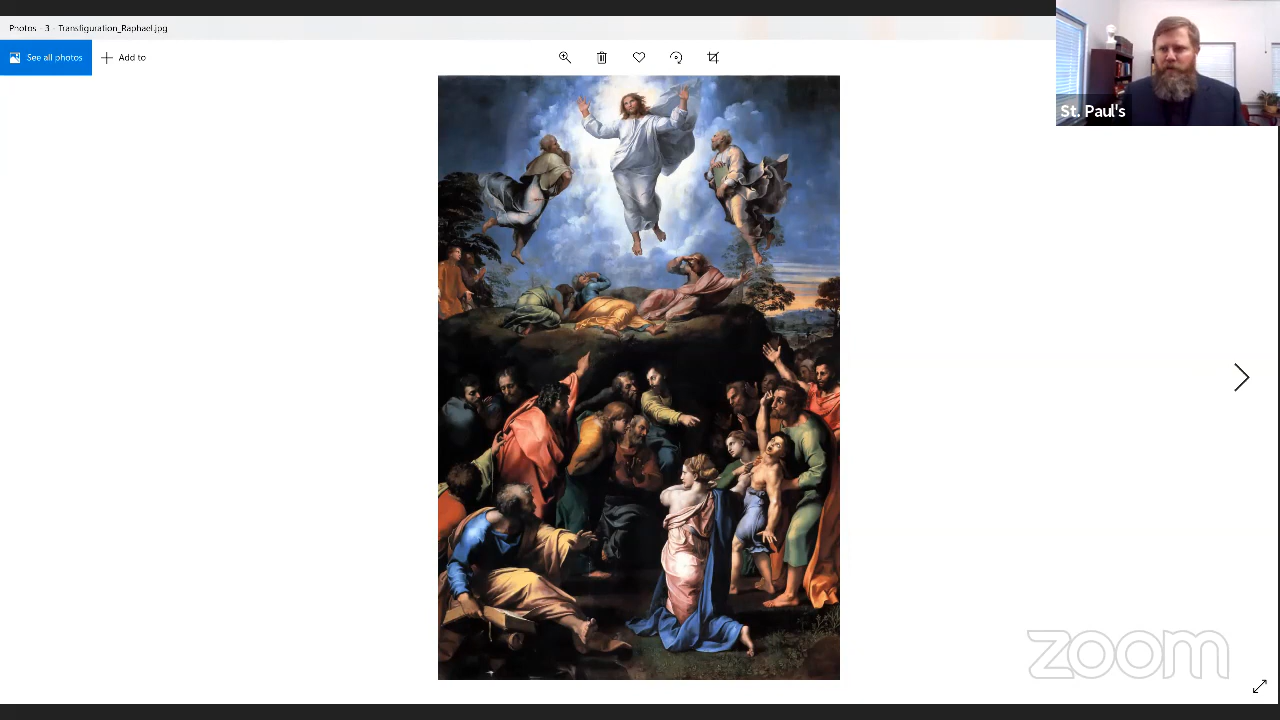 Photos - 3 - Transfiguration_Raphael.jpg
See all photos
Add to
St. Paul's
zoom